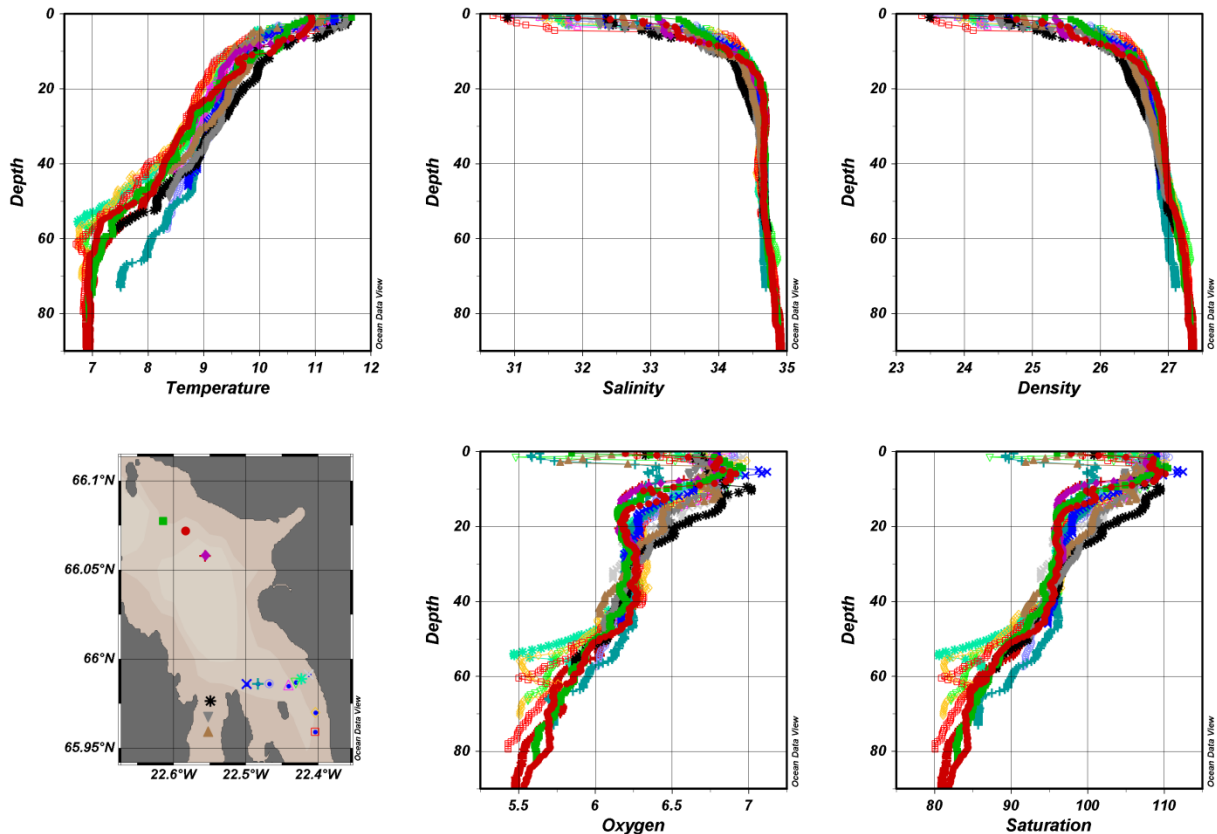 0
20
40
60
80
Depth
7 8 9 10 11 12
Temperature
Ocean Data View
0
20
40
60
80
Depth
31 32 33 34 35
Salinity
Ocean Data View
0
20
40
60
80
Depth
23 24 25 26 27
Density
Ocean Data View
66.1°N
66.05°N
66°N
65.95°N
22.6°W 22.5°W 22.4°W
Ocean Data View
0
20
40
60
80
Depth
5.5 6 6.5 7
Oxygen
Ocean Data View
0
20
40
60
80
Depth
80 90 100 110
Saturation
Ocean Data View